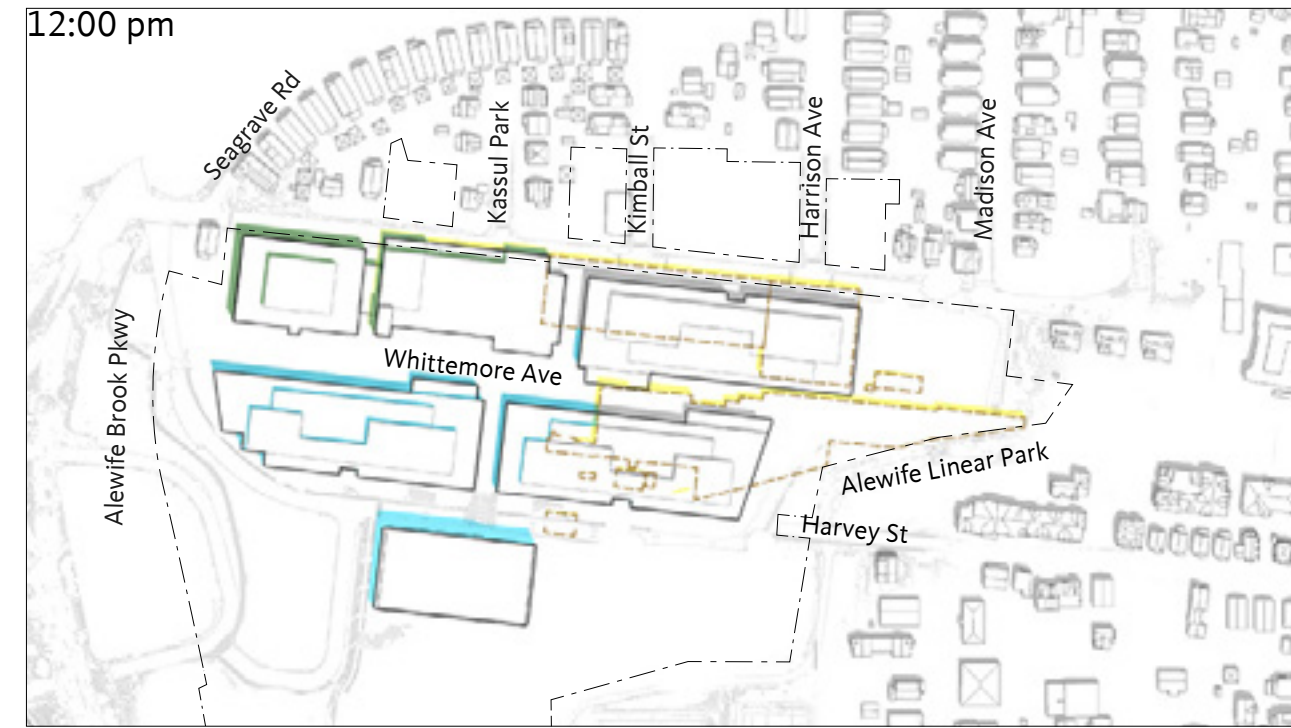 12:00 pm
Seagrave Rd
Kassul Park
Kimball St
Harrison Ave
Madison Ave
Alewife Brook Pkwy
Whittemore Ave
Alewife Linear Park
Harvey St